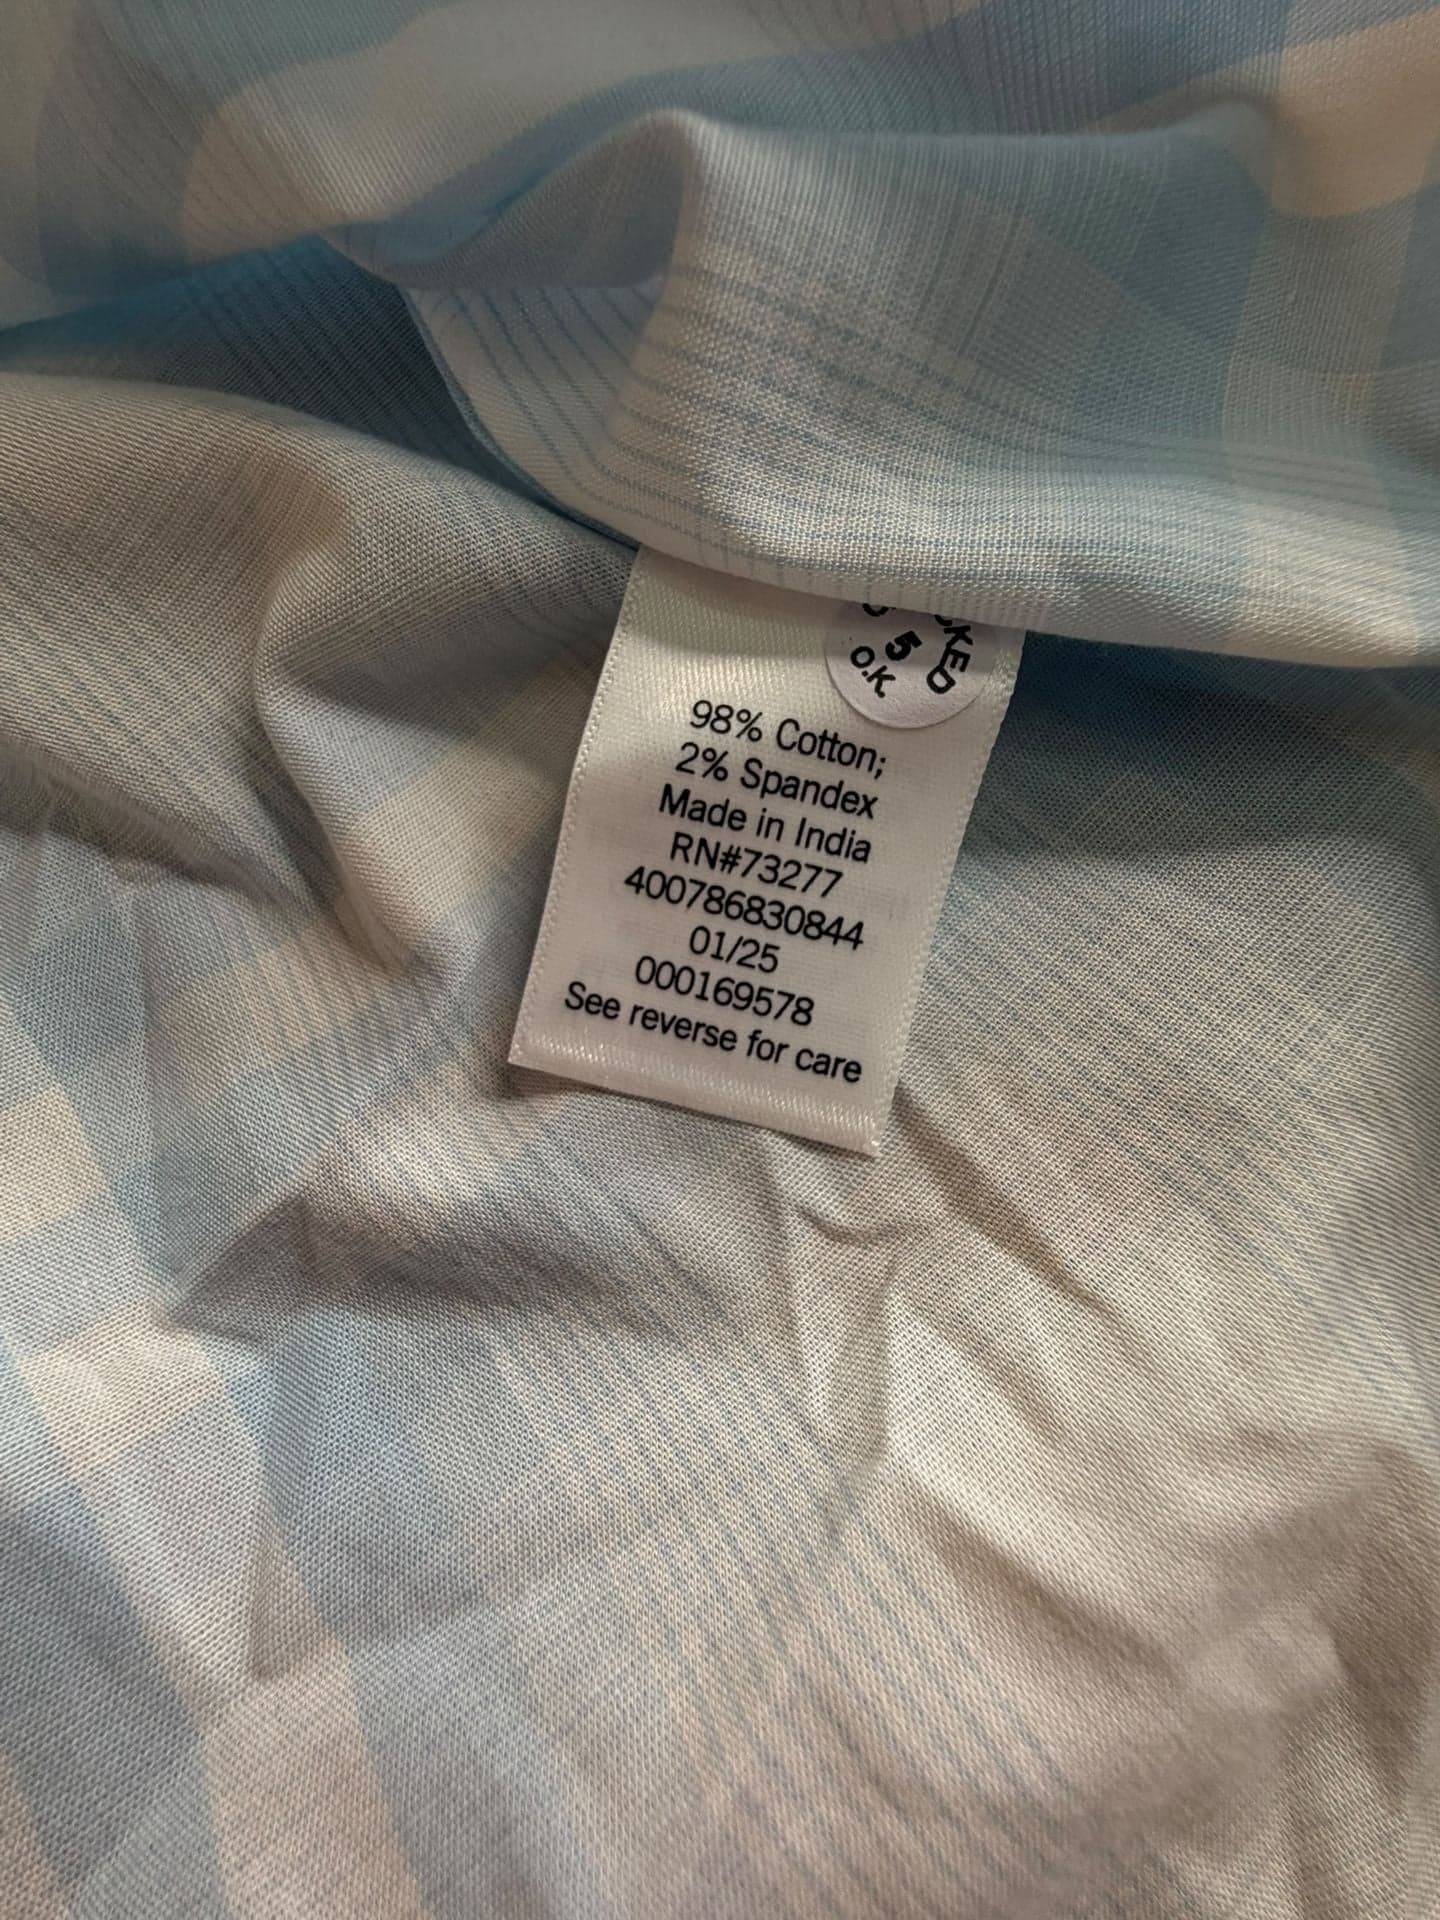 5
O.K.
98% Cotton;
2% Spandex
Made in India
RN#73277
400786830844
01/25
000169578
See reverse for care